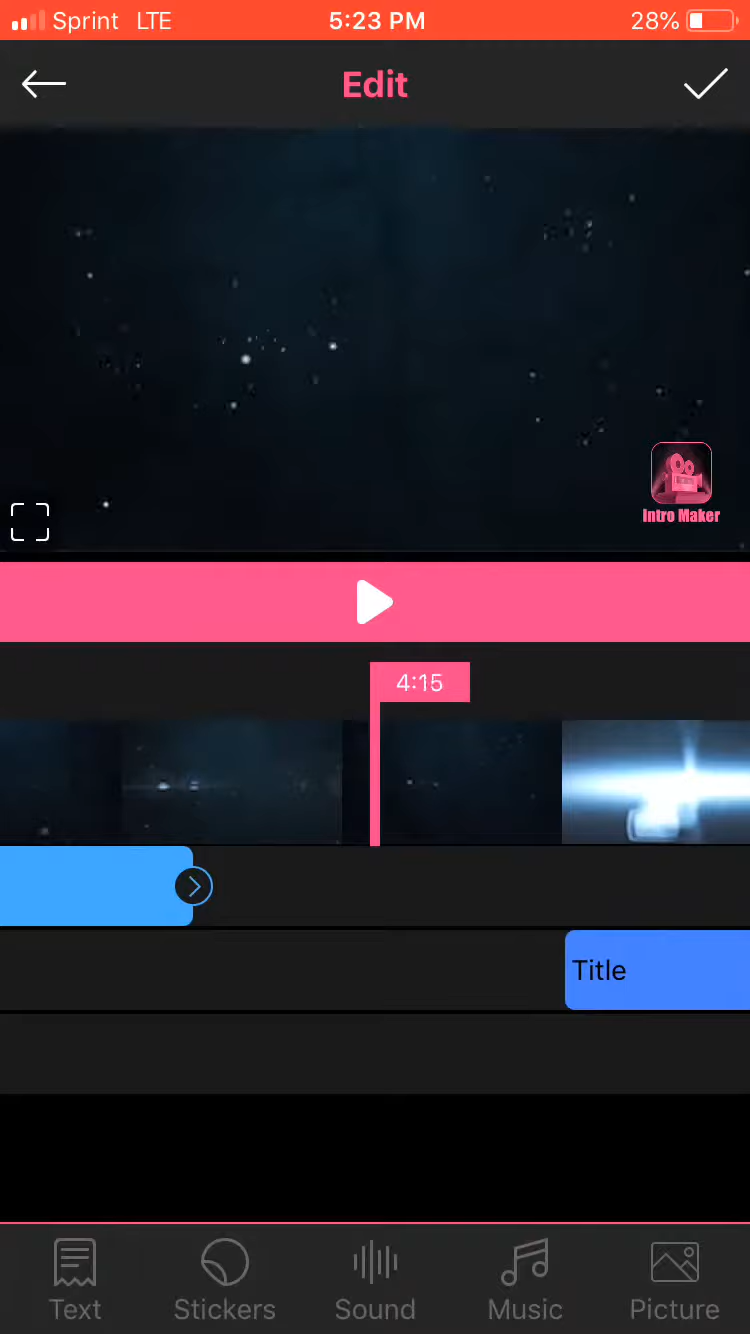 Sprint LTE 5:23 PM 28%
Edit
Intro Maker
4:15
Title
Text Stickers Sound Music Picture